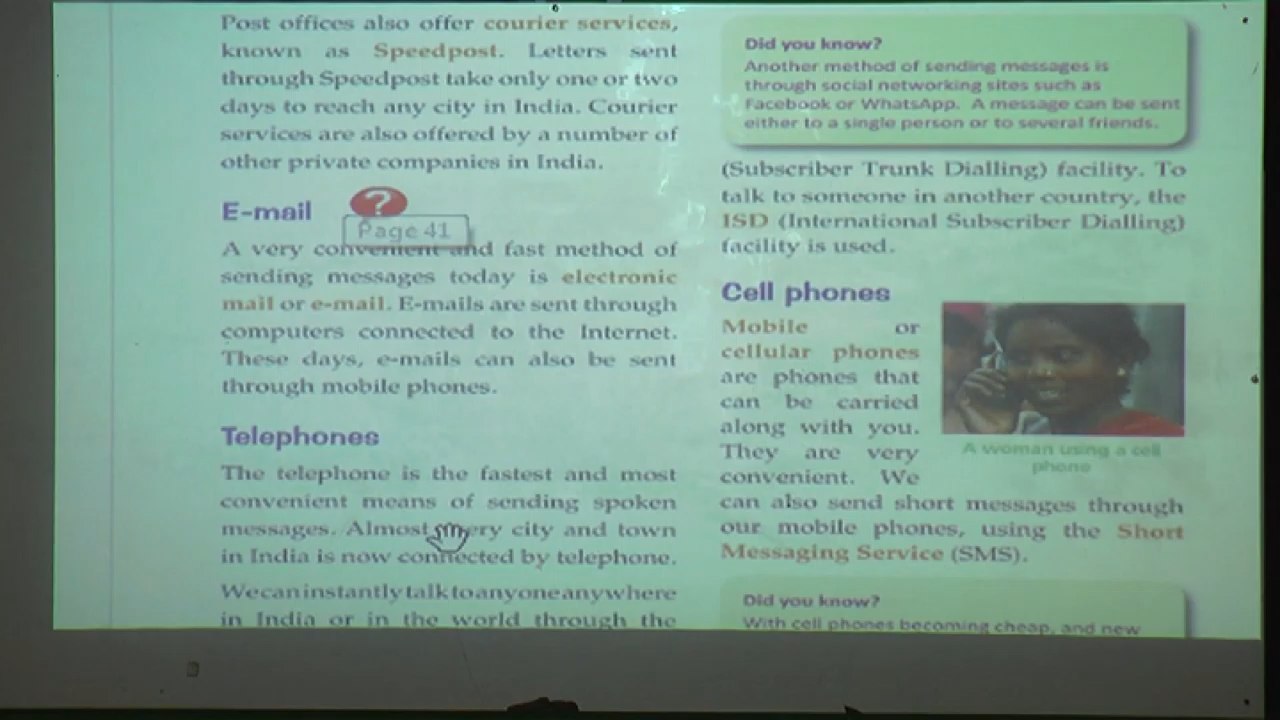 Post offices also offer courier services,
known as Speedpost. Letters sent
through Speedpost take only one or two
days to reach any city in India. Courier
services are also offered by a number of
other private companies in India.
E-mail
?
Page 41
A very convenient and fast method of
sending messages today is electronic
mail or e-mail. E-mails are sent through
computers connected to the Internet.
These days, e-mails can also be sent
through mobile phones.
Telephones
The telephone is the fastest and most
convenient means of sending spoken
messages. Almost every city and town
in India is now connected by telephone.
We can instantly talk to anyone anywhere
in India or in the world through the
Did you know?
Another method of sending messages is
through social networking sites such as
Facebook or WhatsApp. A message can be sent
either to a single person or to several friends.
(Subscriber Trunk Dialling) facility. To
talk to someone in another country, the
ISD (International Subscriber Dialling)
facility is used.
Cell phones
Mobile or
cellular phones
are phones that
can be carried
along with you.
They are very
convenient. We
can also send short messages through
our mobile phones, using the Short
Messaging Service (SMS).
A woman using a cell
phone
Did you know?
With cell phones becoming cheap, and new